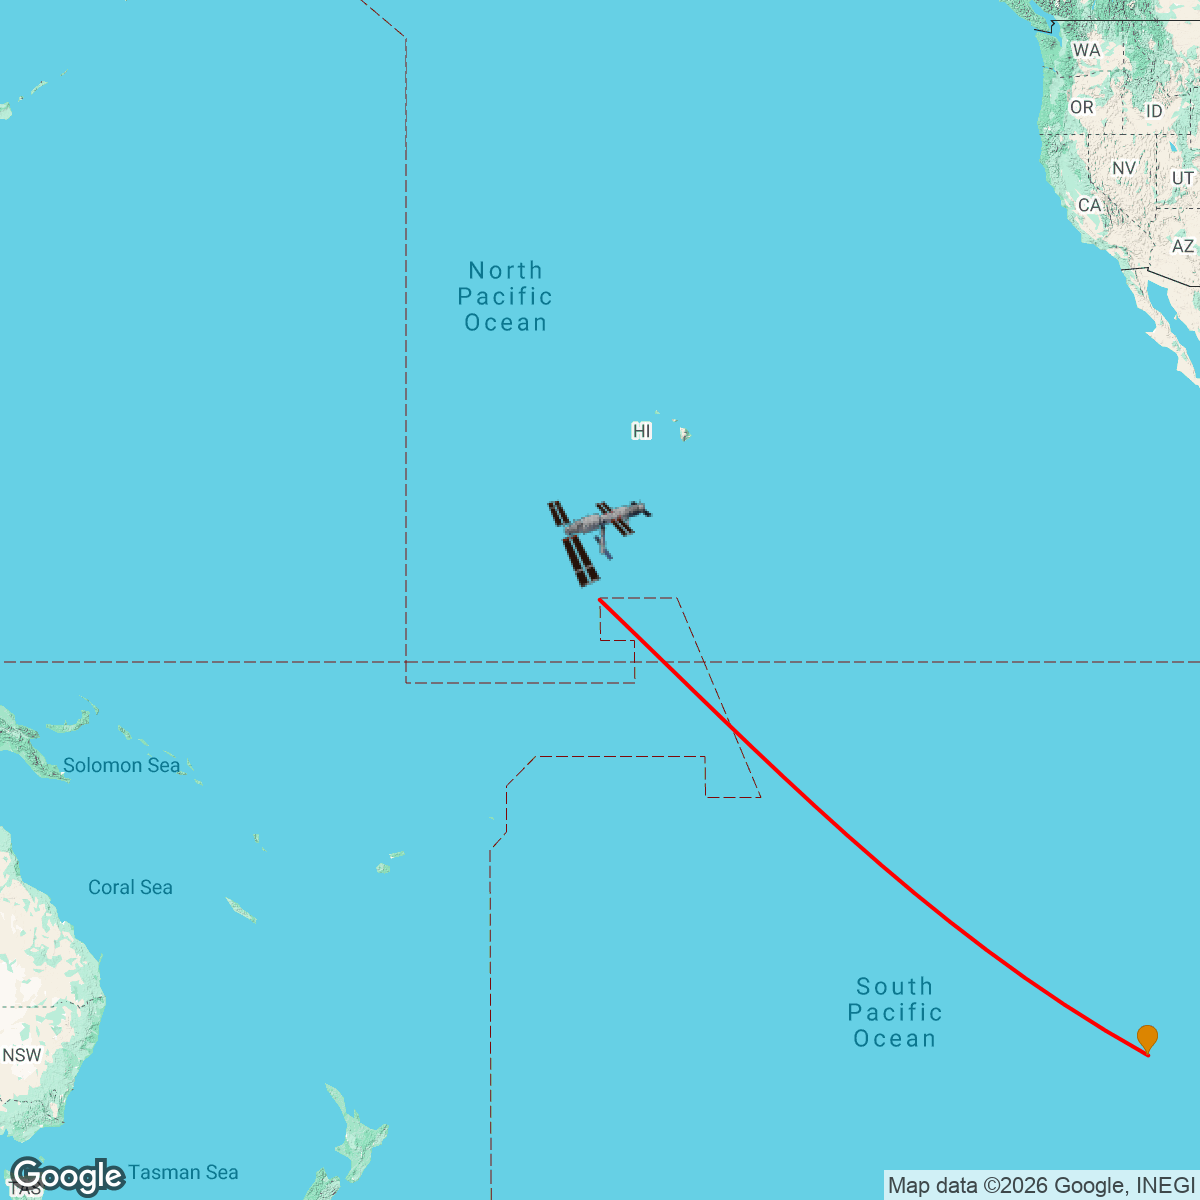 WA
OR
ID
NV
UT
CA
AZ
North
Pacific
Ocean
HI
Solomon Sea
Coral Sea
South
Pacific
Ocean
NSW
Tasman Sea
TAS
Google
Map data ©2026 Google, INEGI